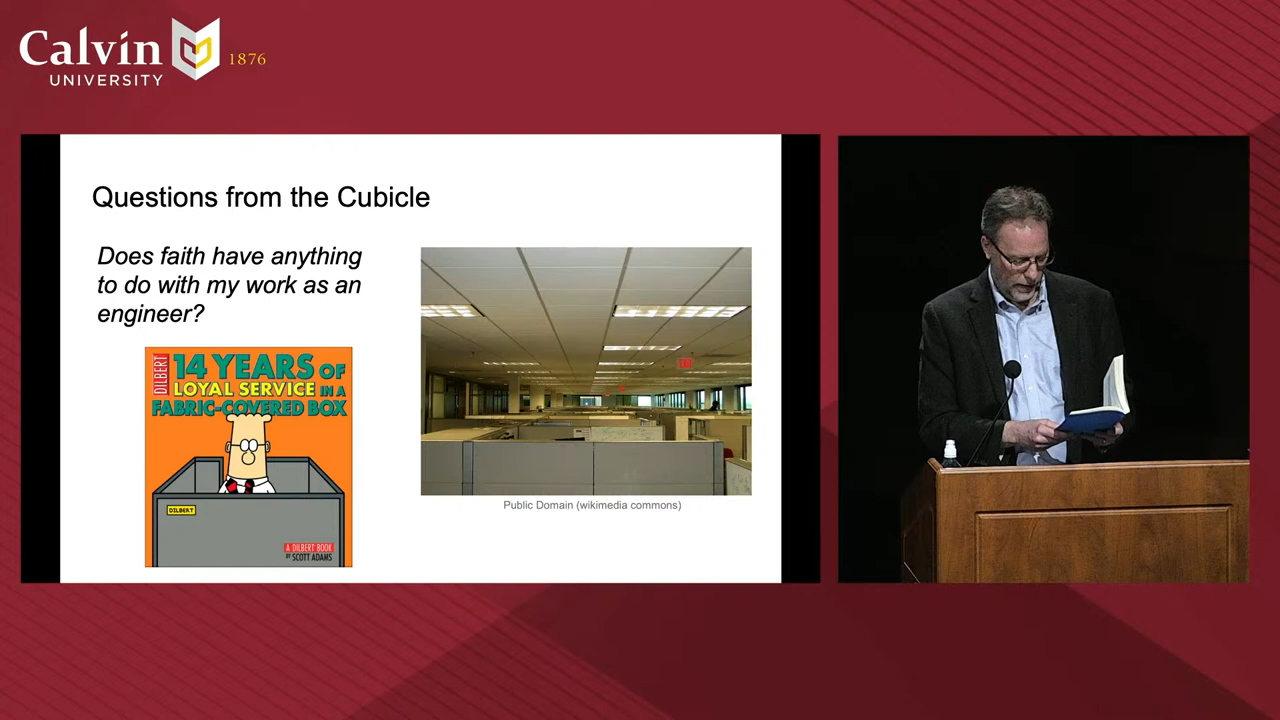 Calvin
UNIVERSITY
1876
Questions from the Cubicle
Does faith have anything
to do with my work as an
engineer?
DILBERT
14 YEARS OF
LOYAL SERVICE IN A
FABRIC-COVERED BOX
DILBERT
A DILBERT BOOK
BY SCOTT ADAMS
Public Domain (wikimedia commons)